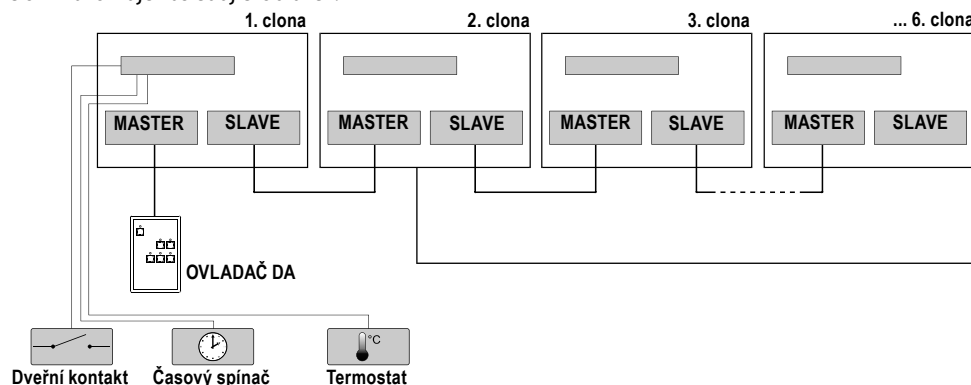 1. clona 2. clona 3. clona ... 6. clona
MASTER SLAVE MASTER SLAVE MASTER SLAVE MASTER SLAVE
OVLADAČ DA
°C
Dveřní kontakt Časový spínač Termostat